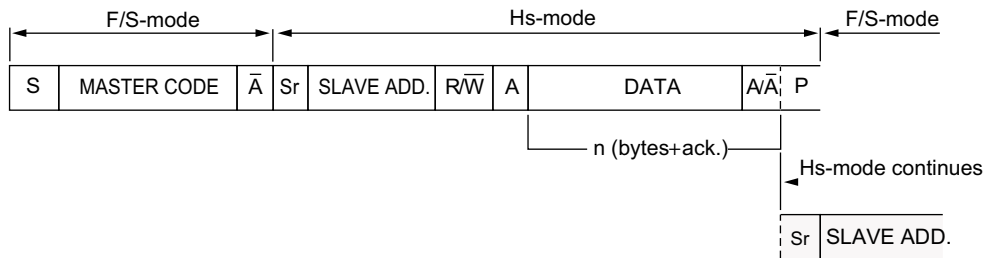 F/S-mode Hs-mode F/S-mode
S MASTER CODE A̅ Sr SLAVE ADD. R/W̅ A DATA A/A̅ P
n (bytes+ack.)
Hs-mode continues
Sr SLAVE ADD.